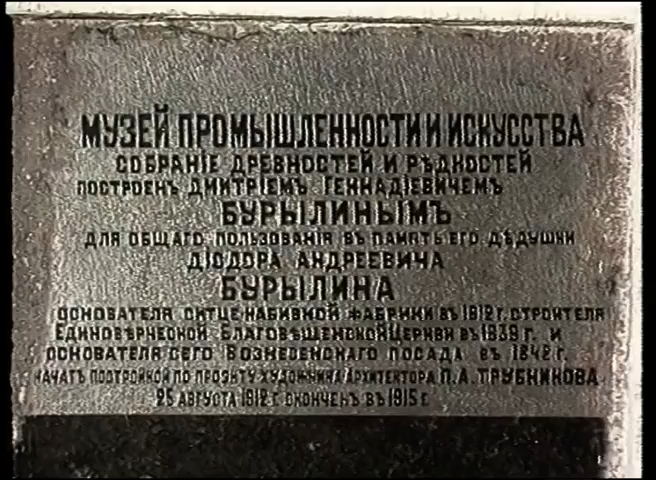 МУЗЕЙ ПРОМЫШЛЕННОСТИ И ИСКУССТВА
СОБРАНІЕ ДРЕВНОСТЕЙ И РѢДКОСТЕЙ
ПОСТРОЕНЪ ДМИТРІЕМЪ ГЕННАДІЕВИЧЕМЪ
БУРЫЛИНЫМЪ
ДЛЯ ОБЩАГО ПОЛЬЗОВАНІЯ ВЪ ПАМЯТЬ ЕГО ДѢДУШКИ
ДІОДОРА АНДРЕЕВИЧА
БУРЫЛИНА
ОСНОВАТЕЛЯ СИТЦЕНАБИВНОЙ ФАБРИКИ ВЪ 1812 Г. СТРОИТЕЛЯ
ЕДИНОВѢРЧЕСКОЙ БЛАГОВѢЩЕНСКОЙ ЦЕРКВИ ВЪ 1839 Г. И
ОСНОВАТЕЛЯ СЕГО ВОЗНЕСЕНСКАГО ПОСАДА ВЪ 1842 Г.
НАЧАТЪ ПОСТРОЙКОЙ ПО ПРОЭКТУ ХУДОЖНИКА АРХИТЕКТОРА П. А. ТРУБНИКОВА
25 АВГУСТА 1912 Г. ОКОНЧЕНЪ ВЪ 1915 Г.